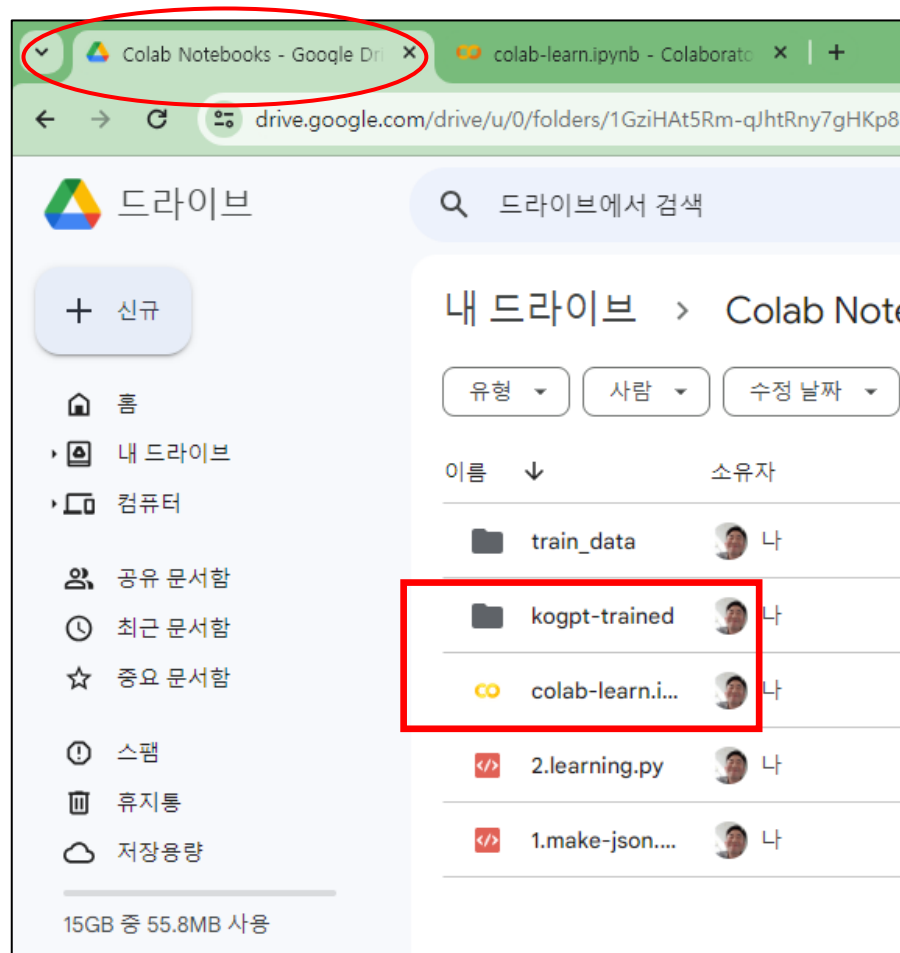 Colab Notebooks - Google Dri
colab-learn.ipynb - Colaborato
drive.google.com/drive/u/0/folders/1GziHAt5Rm-qJhtRny7gHKp8
드라이브
드라이브에서 검색
신규
내 드라이브 > Colab Note
유형
사람
수정 날짜
홈
내 드라이브
컴퓨터
이름
소유자
train_data
나
공유 문서함
kogpt-trained
나
최근 문서함
중요 문서함
colab-learn.i...
나
스팸
2.learning.py
나
휴지통
1.make-json....
나
저장용량
15GB 중 55.8MB 사용